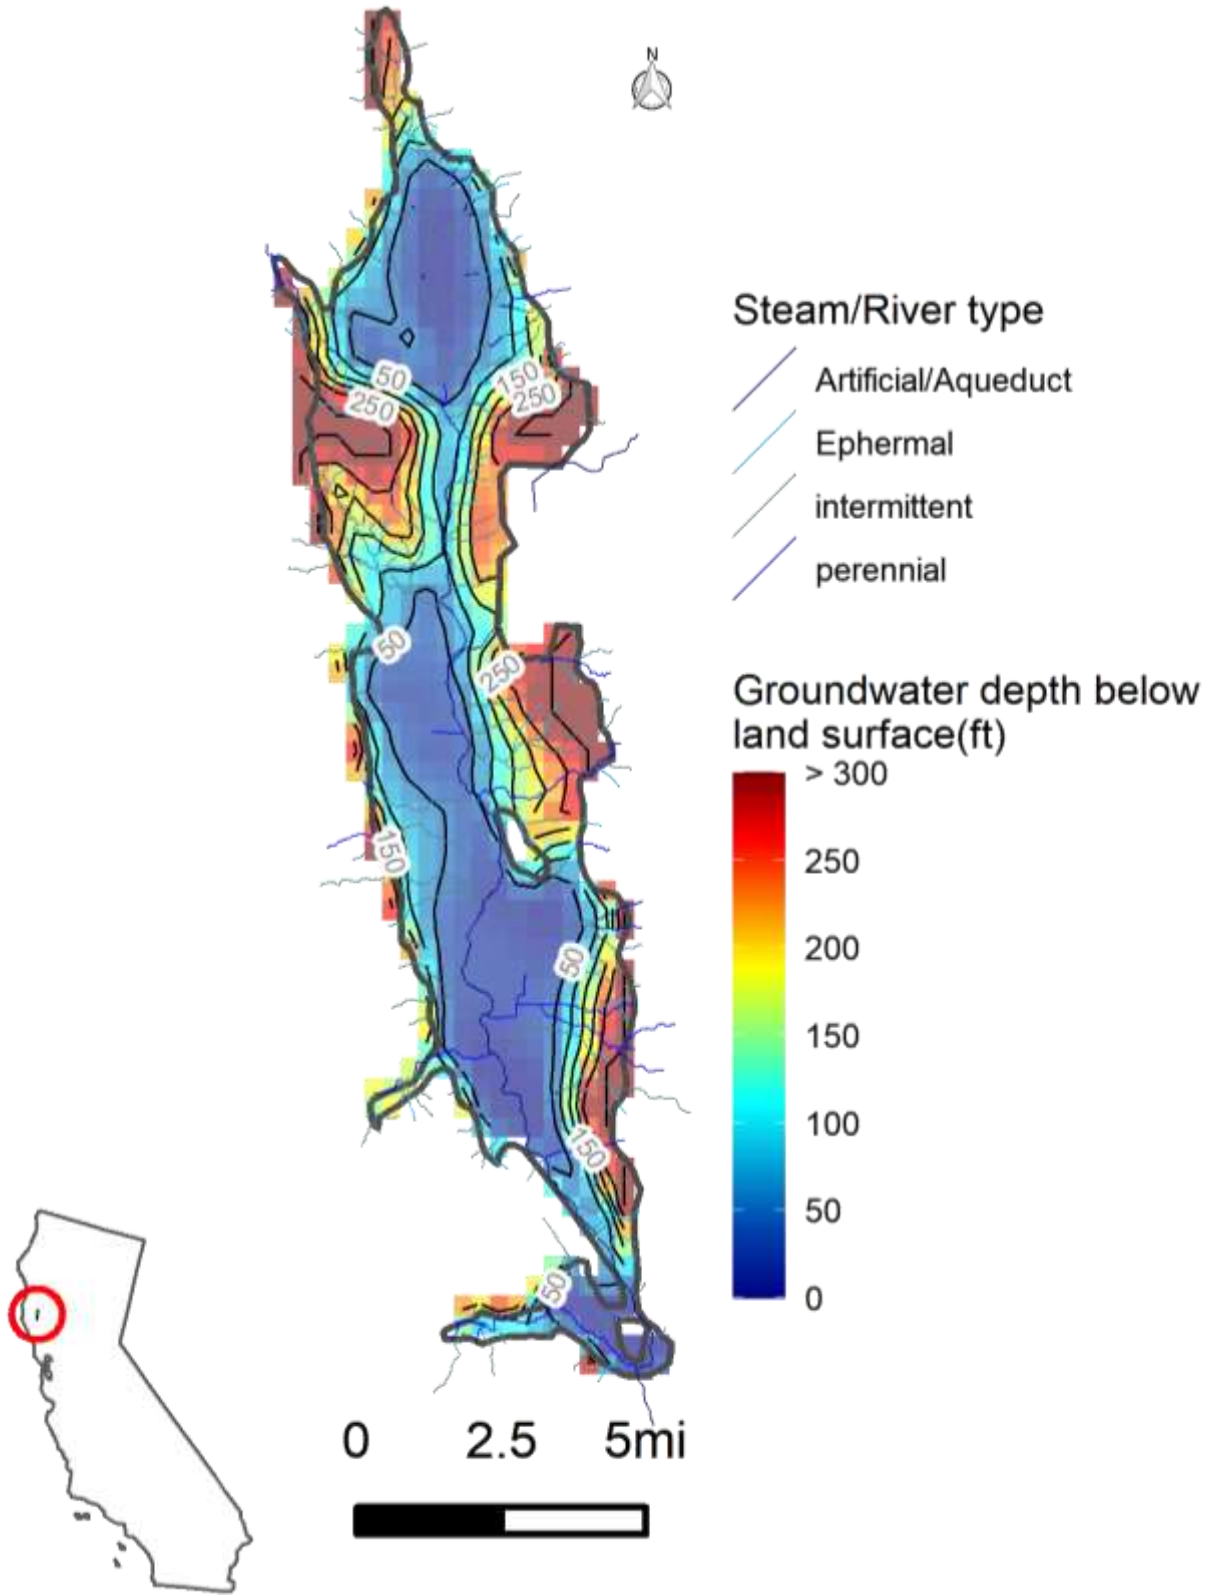 N
Steam/River type
Artificial/Aqueduct
Ephermal
intermittent
perennial
Groundwater depth below
land surface(ft)
> 300
250
200
150
100
50
0
50
250
150
250
50
250
150
50
150
50
0 2.5 5mi